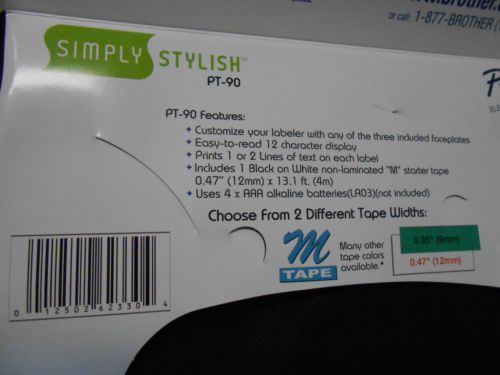 or call: 1-877-BROTHER
SIMPLY STYLISH™
PT-90
PT-90 Features:
• Customize your labeler with any of the three included faceplates
• Easy-to-read 12 character display
• Prints 1 or 2 Lines of text on each label
• Includes 1 Black on White non-laminated "M" starter tape
0.47" (12mm) x 13.1 ft. (4m)
• Uses 4 x AAA alkaline batteries(LR03)(not included)
Choose From 2 Different Tape Widths:
M
TAPE
Many other
tape colors
available.*
0.35" (9mm)
0.47" (12mm)
0 12502 62330 4